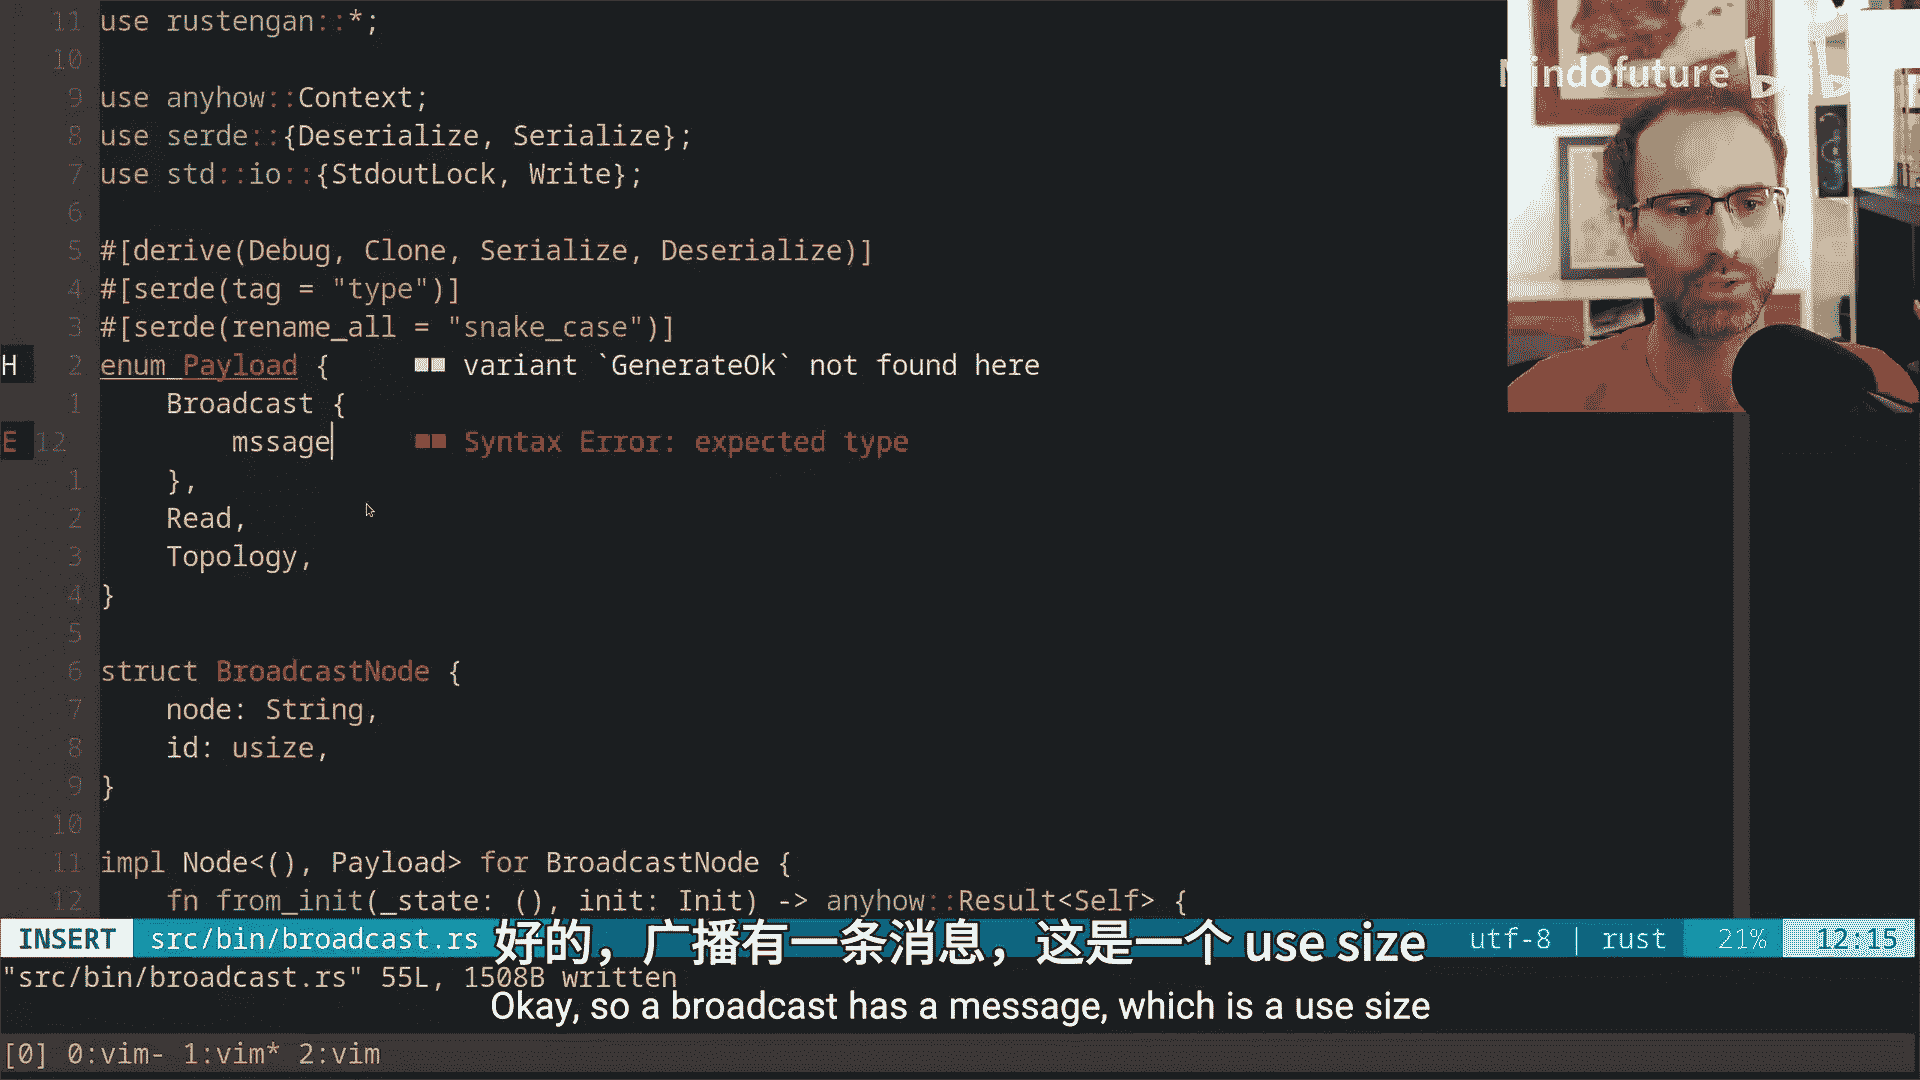 11 use rustengan::*;
10
9 use anyhow::Context;
8 use serde::{Deserialize, Serialize};
7 use std::io::{StdoutLock, Write};
6
5 #[derive(Debug, Clone, Serialize, Deserialize)]
4 #[serde(tag = "type")]
3 #[serde(rename_all = "snake_case")]
H 2 enum Payload { ■■ variant `GenerateOk` not found here
1 Broadcast {
E 12 mssage ■■ Syntax Error: expected type
1 },
2 Read,
3 Topology,
4 }
5
6 struct BroadcastNode {
7 node: String,
8 id: usize,
9 }
10
11 impl Node<(), Payload> for BroadcastNode {
12 fn from_init(_state: (), init: Init) -> anyhow::Result<Self> {
INSERT src/bin/broadcast.rs utf-8 | rust 21% 12:15
好的，广播有一条消息，这是一个 use size
"src/bin/broadcast.rs" 55L, 1508B written
Okay, so a broadcast has a message, which is a use size
[0] 0:vim- 1:vim* 2:vim
Mindofuture